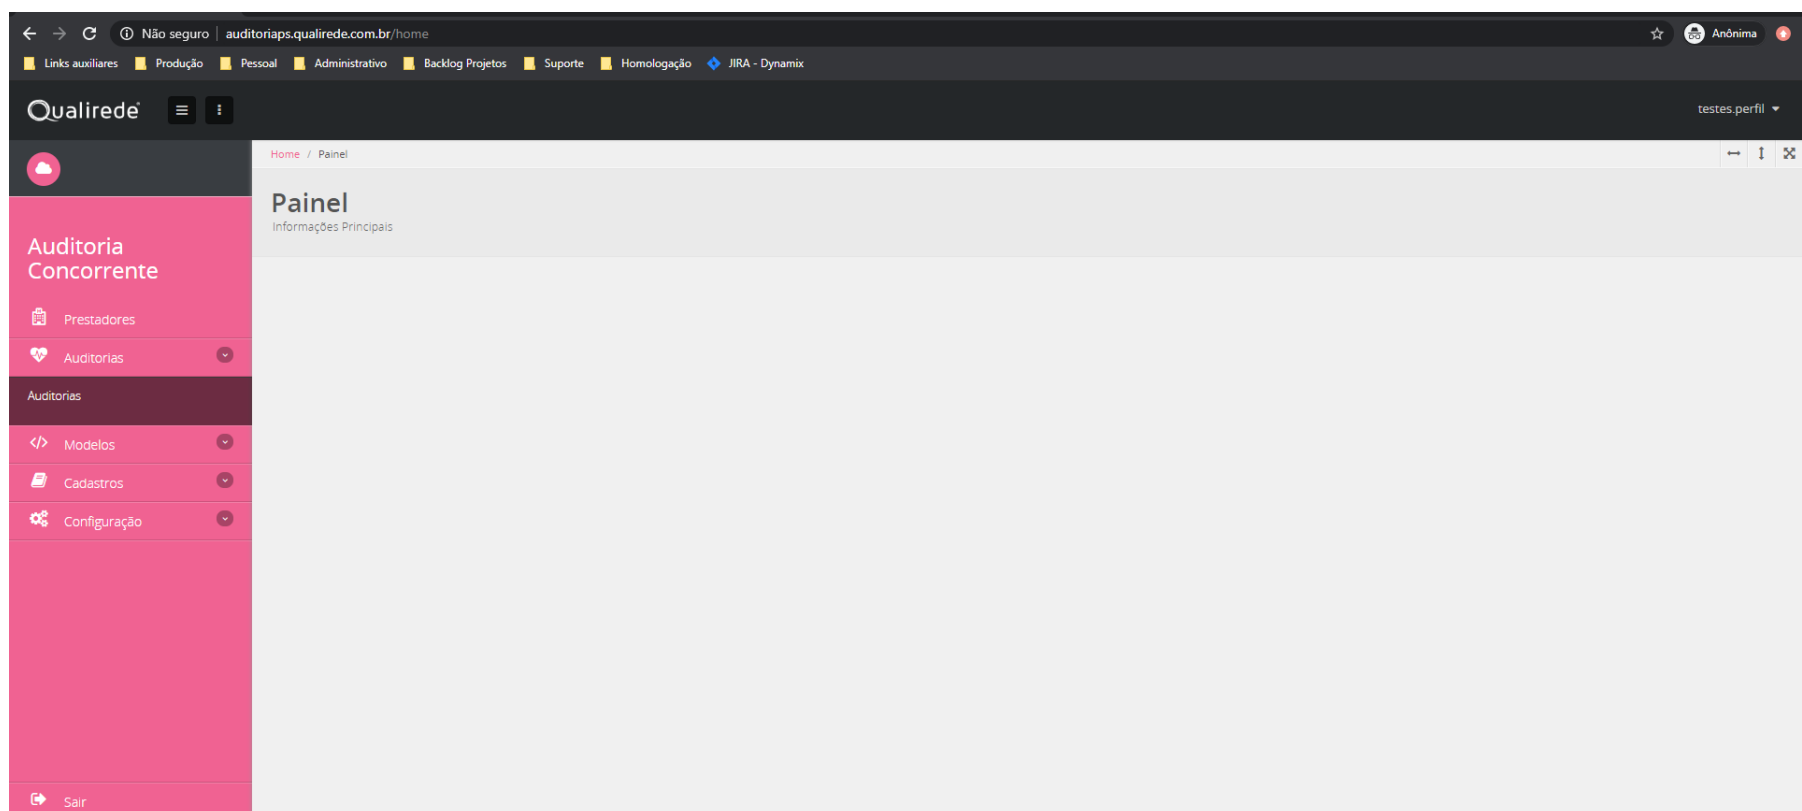 Não seguro | auditoriaps.qualirede.com.br/home
Anônima
Links auxiliares Produção Pessoal Administrativo Backlog Projetos Suporte Homologação JIRA - Dynamix
Qualirede
testes.perfil
Home / Painel
Painel
Informações Principais
Auditoria
Concorrente
Prestadores
Auditorias
Auditorias
</> Modelos
Cadastros
Configuração
Sair